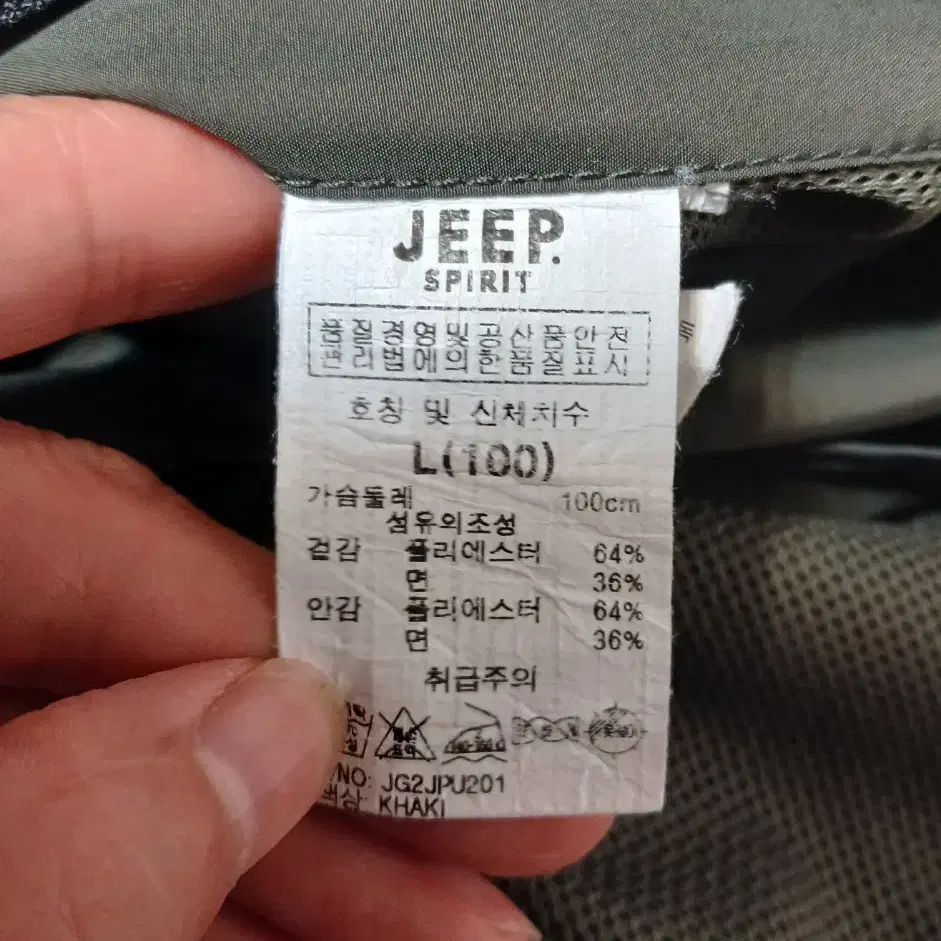 JEEP.
SPIRIT
품질경영및공산품안전
관리법에의한품질표시
호칭 및 신체치수
L(100)
가슴둘레 100cm
섬유의조성
겉감 폴리에스터 64%
면 36%
안감 폴리에스터 64%
면 36%
취급주의
NO: JG2JPU201
색상: KHAKI